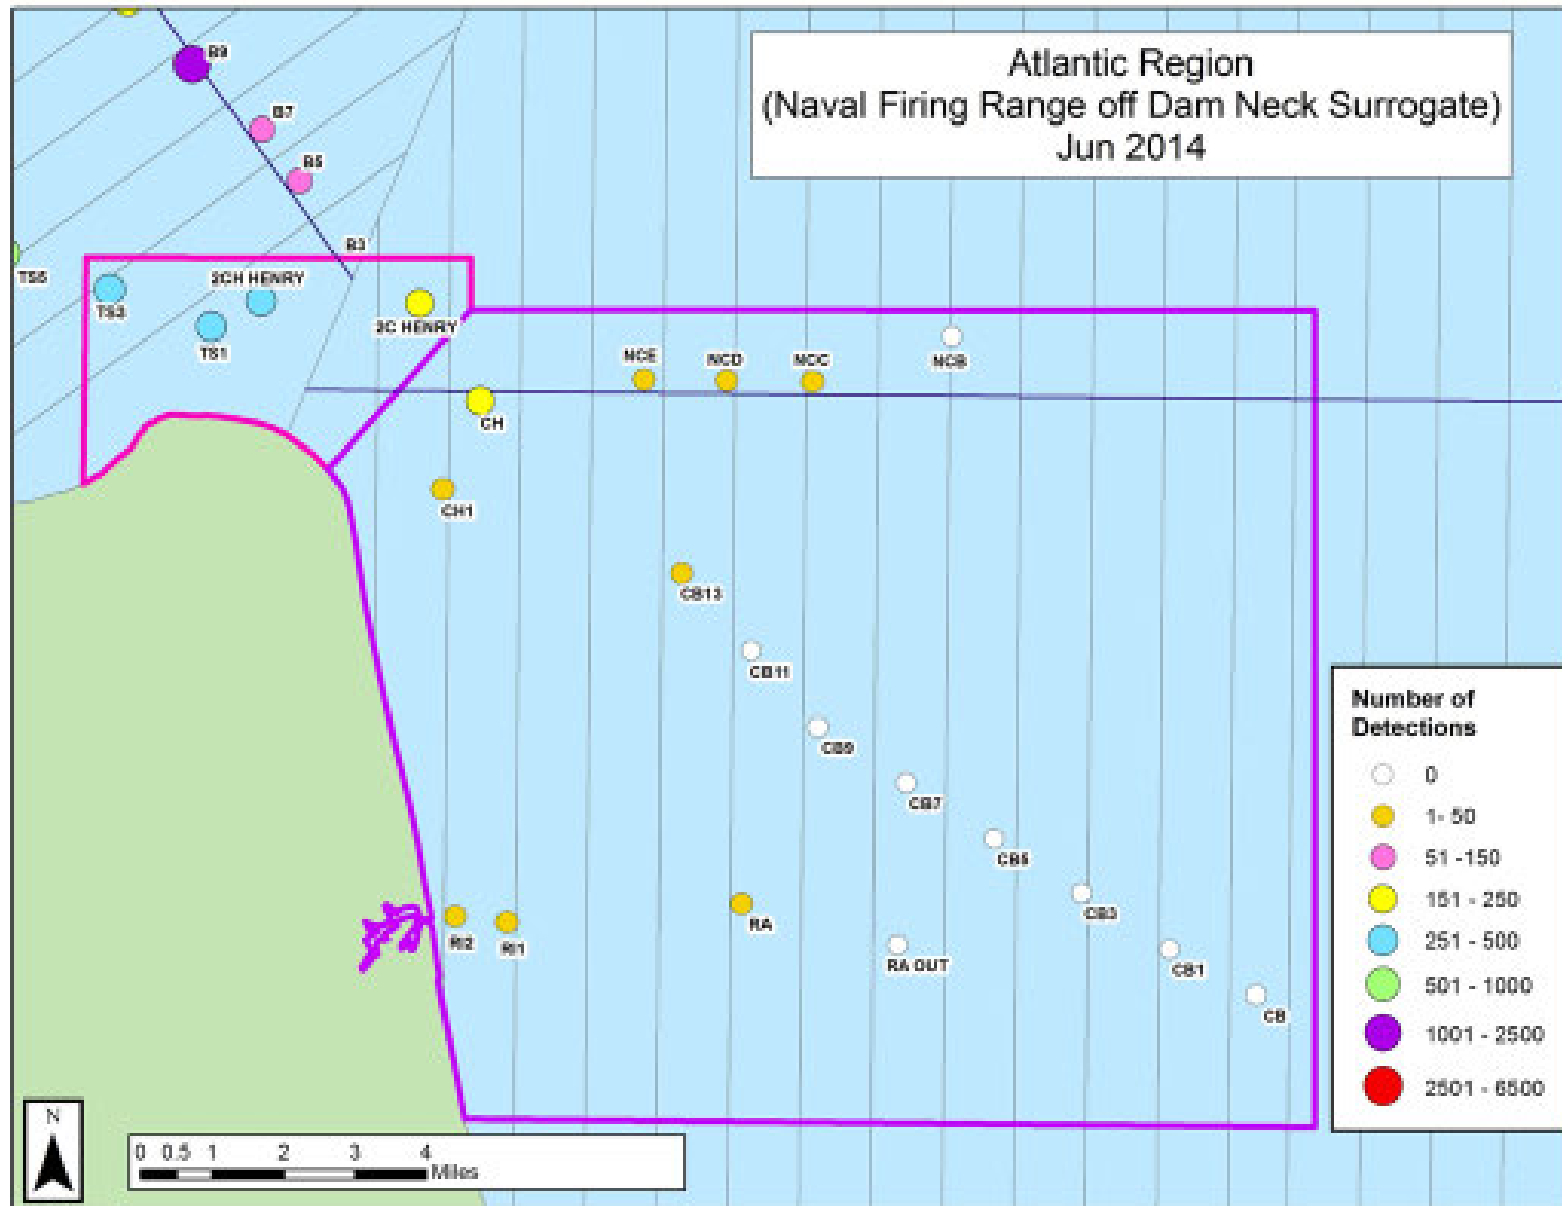 Atlantic Region
(Naval Firing Range off Dam Neck Surrogate)
Jun 2014
B9
B7
B5
B3
TS5
TS3
2CH HENRY
TS1
2C HENRY
NCE
NCD
NCC
NCB
CH
CH1
CB13
CB11
CB9
CB7
CB5
CB3
CB1
CB
RI2
RI1
RA
RA OUT
Number of
Detections
0
1- 50
51 -150
151 - 250
251 - 500
501 - 1000
1001 - 2500
2501 - 6500
N
0 0.5 1 2 3 4
Miles